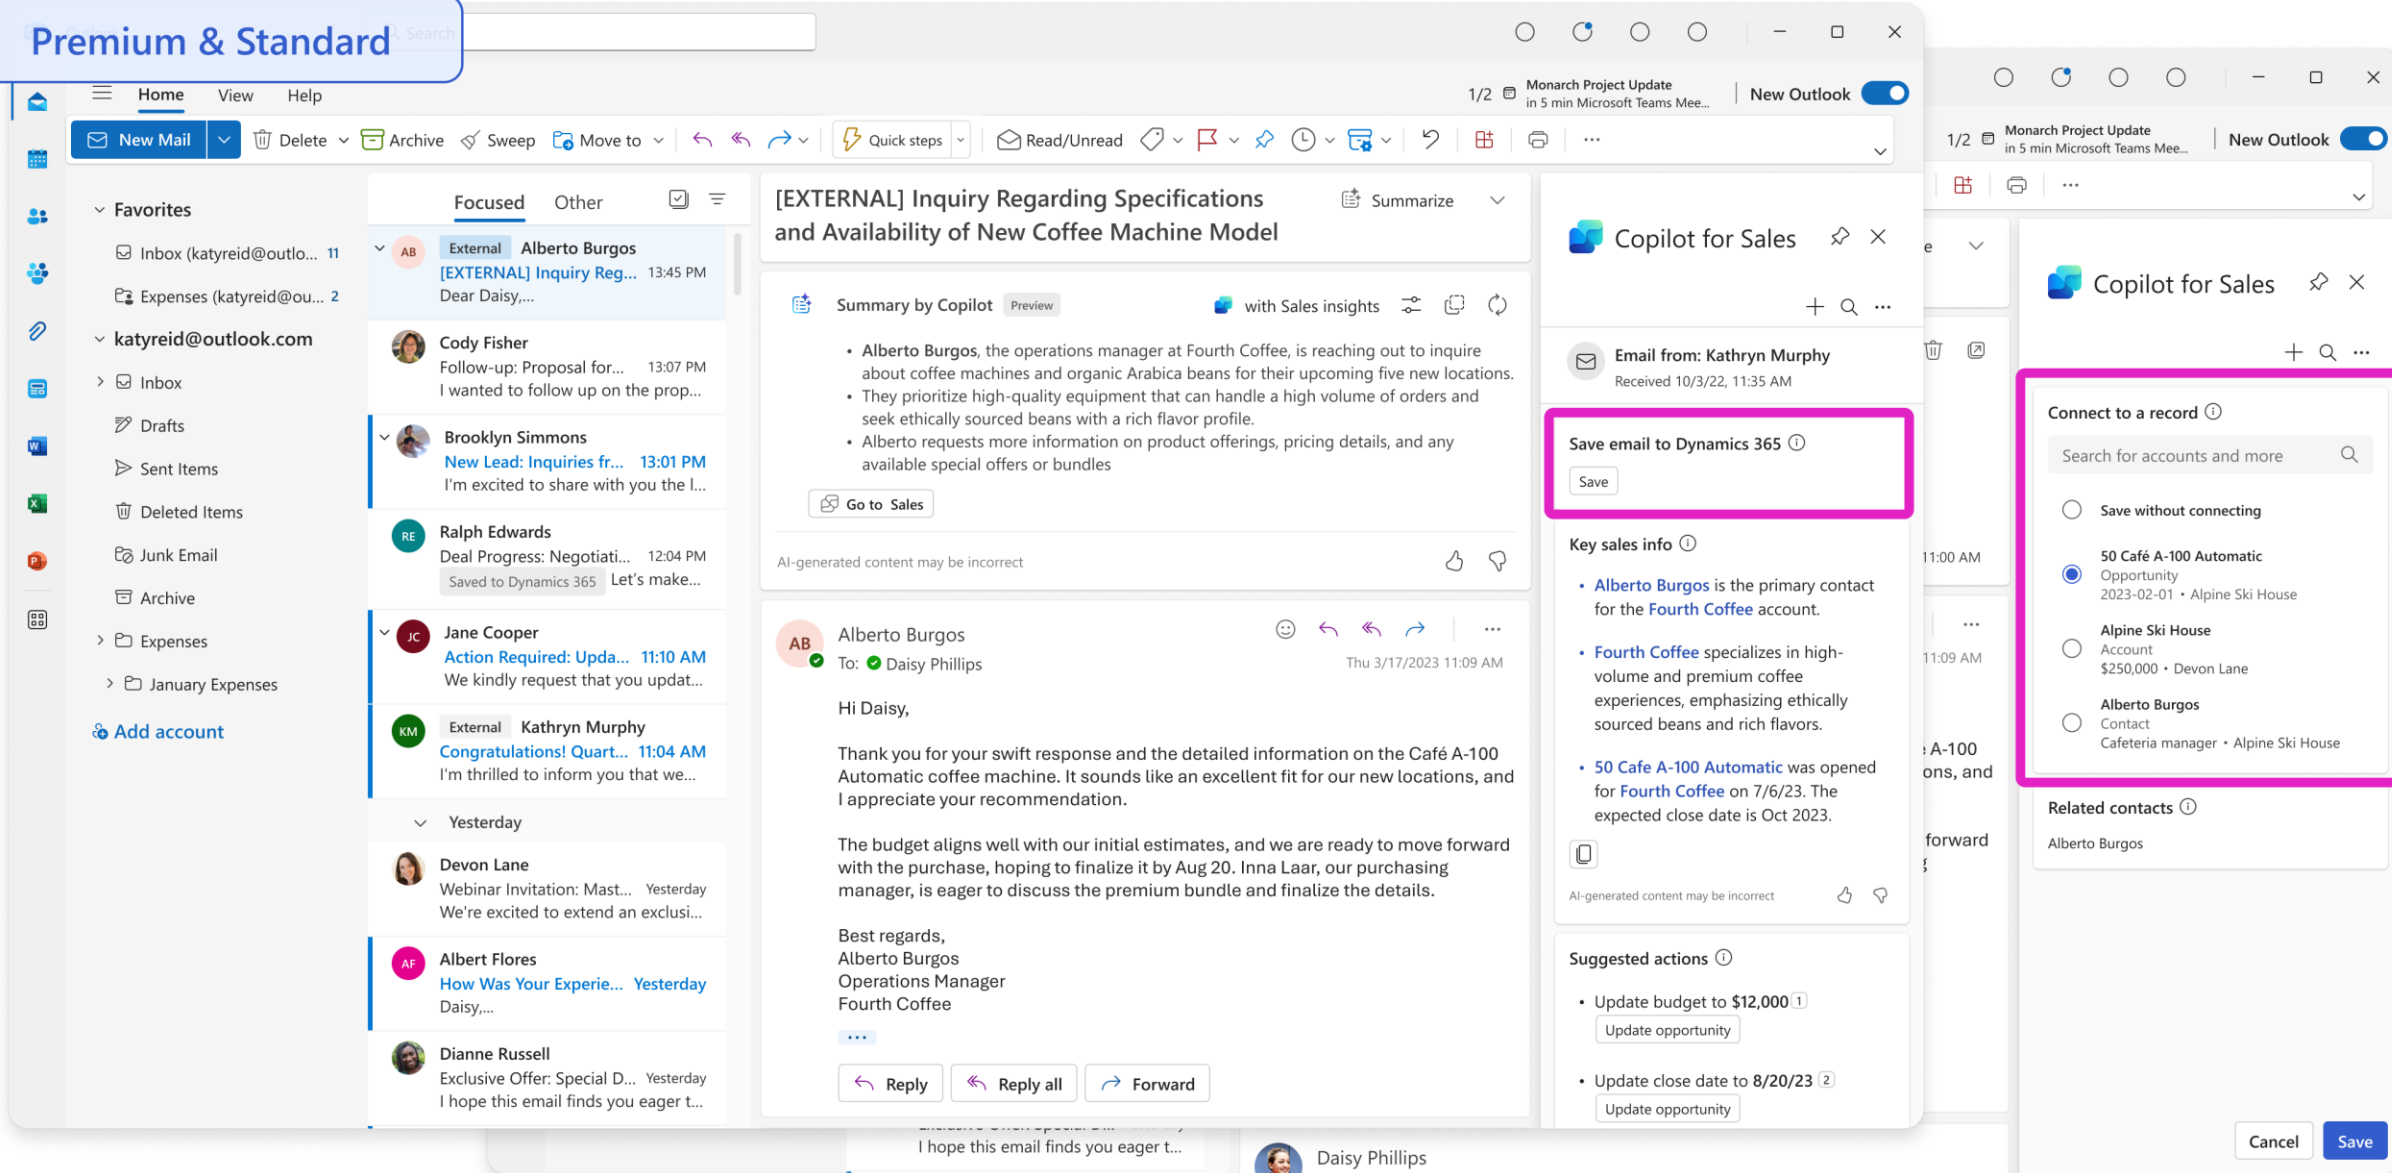 Premium & Standard
Search
Home View Help
1/2 Monarch Project Update
in 5 min Microsoft Teams Mee...
New Outlook
New Mail Delete Archive Sweep Move to Quick steps Read/Unread ...
Favorites
Inbox (katyreid@outlo... 11
Expenses (katyreid@ou... 2
katyreid@outlook.com
Inbox
Drafts
Sent Items
Deleted Items
Junk Email
Archive
Expenses
January Expenses
Add account
Focused Other
AB
External Alberto Burgos
[EXTERNAL] Inquiry Reg... 13:45 PM
Dear Daisy,...
Cody Fisher
Follow-up: Proposal for... 13:07 PM
I wanted to follow up on the prop...
Brooklyn Simmons
New Lead: Inquiries fr... 13:01 PM
I'm excited to share with you the l...
RE
Ralph Edwards
Deal Progress: Negotiati... 12:04 PM
Saved to Dynamics 365 Let's make...
JC
Jane Cooper
Action Required: Upda... 11:10 AM
We kindly request that you updat...
KM
External Kathryn Murphy
Congratulations! Quart... 11:04 AM
I'm thrilled to inform you that we...
Yesterday
Devon Lane
Webinar Invitation: Mast... Yesterday
We're excited to extend an exclusi...
AF
Albert Flores
How Was Your Experie... Yesterday
Daisy,...
Dianne Russell
Exclusive Offer: Special D... Yesterday
I hope this email finds you eager t...
[EXTERNAL] Inquiry Regarding Specifications
and Availability of New Coffee Machine Model
Summarize
Summary by Copilot Preview with Sales insights
• Alberto Burgos, the operations manager at Fourth Coffee, is reaching out to inquire
about coffee machines and organic Arabica beans for their upcoming five new locations.
• They prioritize high-quality equipment that can handle a high volume of orders and
seek ethically sourced beans with a rich flavor profile.
• Alberto requests more information on product offerings, pricing details, and any
available special offers or bundles
Go to Sales
AI-generated content may be incorrect
AB
Alberto Burgos
To: Daisy Phillips
Thu 3/17/2023 11:09 AM
Hi Daisy,
Thank you for your swift response and the detailed information on the Café A-100
Automatic coffee machine. It sounds like an excellent fit for our new locations, and
I appreciate your recommendation.
The budget aligns well with our initial estimates, and we are ready to move forward
with the purchase, hoping to finalize it by Aug 20. Inna Laar, our purchasing
manager, is eager to discuss the premium bundle and finalize the details.
Best regards,
Alberto Burgos
Operations Manager
Fourth Coffee
...
Reply Reply all Forward
Copilot for Sales
Email from: Kathryn Murphy
Received 10/3/22, 11:35 AM
Save email to Dynamics 365
Save
Key sales info
• Alberto Burgos is the primary contact
for the Fourth Coffee account.
• Fourth Coffee specializes in high-
volume and premium coffee
experiences, emphasizing ethically
sourced beans and rich flavors.
• 50 Cafe A-100 Automatic was opened
for Fourth Coffee on 7/6/23. The
expected close date is Oct 2023.
AI-generated content may be incorrect
Suggested actions
• Update budget to $12,000 1
Update opportunity
• Update close date to 8/20/23 2
Update opportunity
1/2 Monarch Project Update
in 5 min Microsoft Teams Mee...
New Outlook
e
11:00 AM
11:09 AM
A-100
ons, and
forward
Copilot for Sales
Connect to a record
Search for accounts and more
Save without connecting
50 Café A-100 Automatic
Opportunity
2023-02-01 • Alpine Ski House
Alpine Ski House
Account
$250,000 • Devon Lane
Alberto Burgos
Contact
Cafeteria manager • Alpine Ski House
Related contacts
Alberto Burgos
Cancel Save
I hope this email finds you eager t...
Daisy Phillips